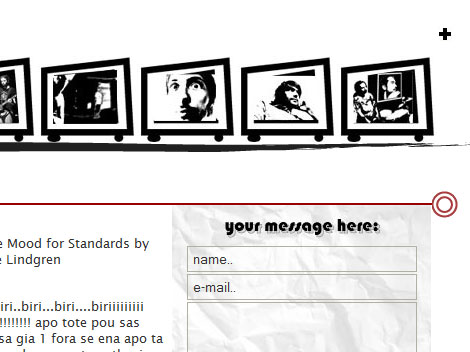 your message here:
name..
e-mail..
e Mood for Standards by
e Lindgren
iri..biri...biri....biriiiiiiiii
!!!!!!!! apo tote pou sas
sa gia 1 fora se ena apo ta